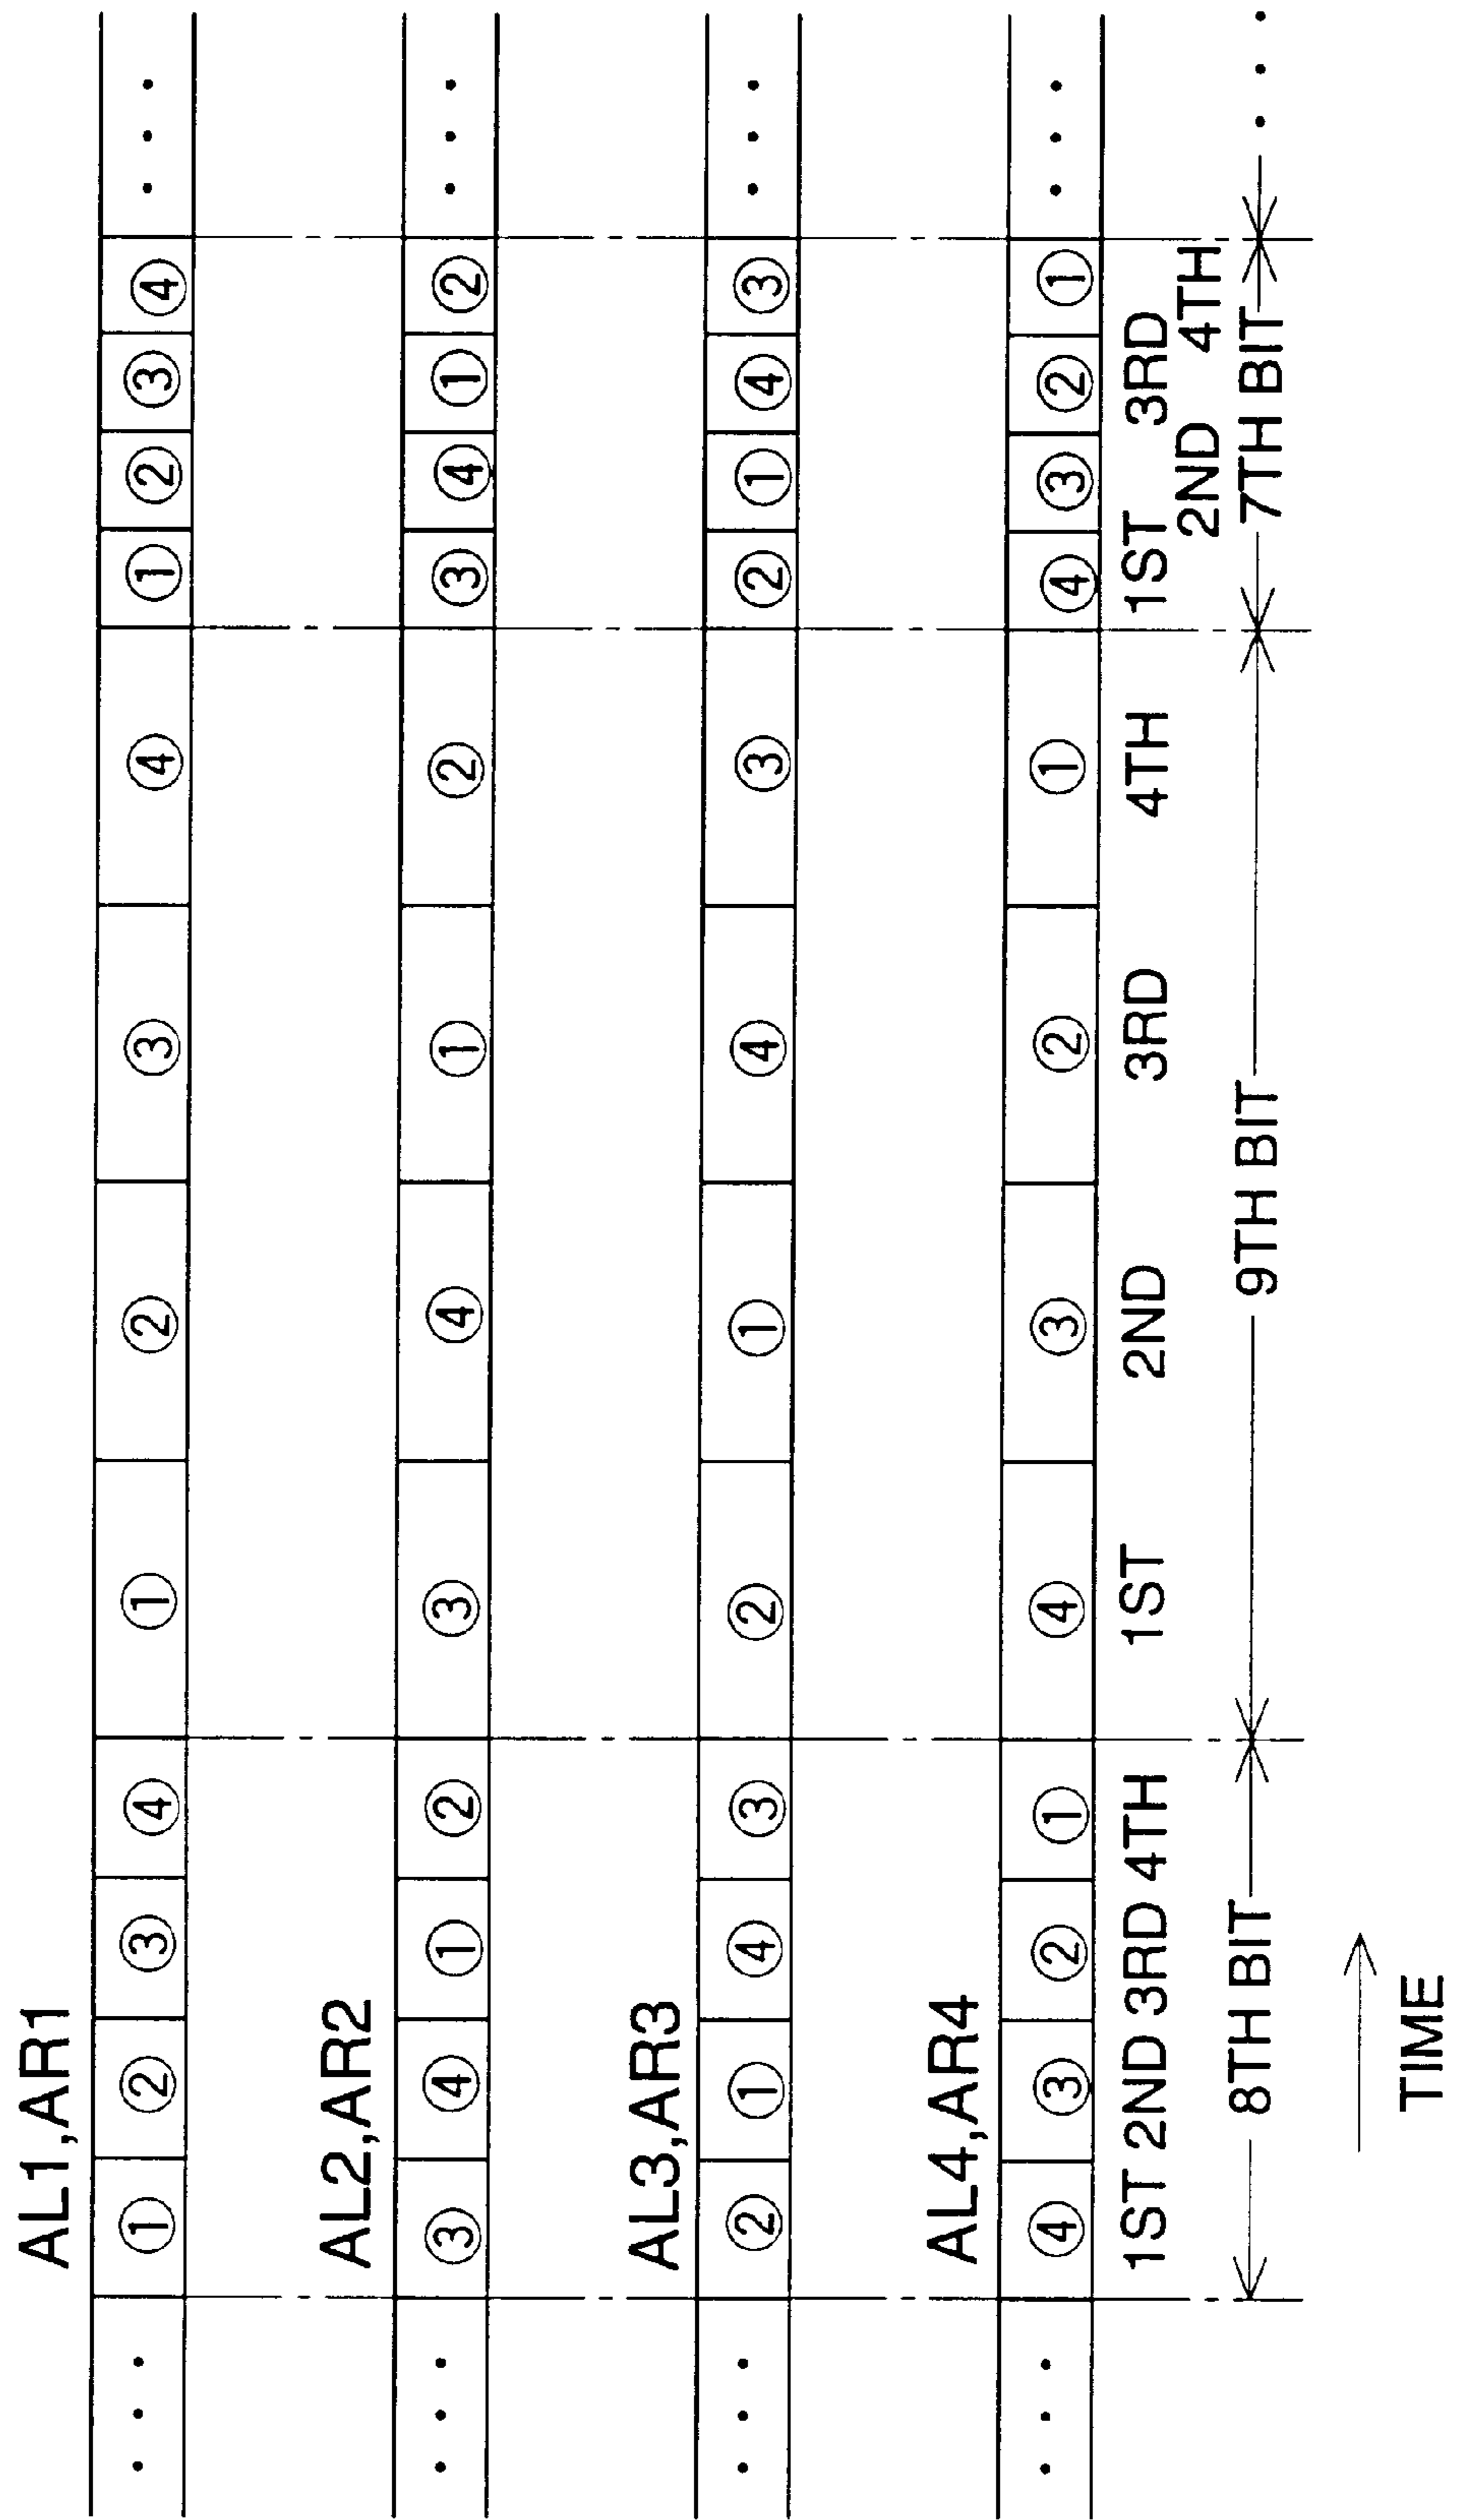 AL1,AR1
• • • ① ② ③ ④ ① ② ③ ④ ① ② ③ ④ • • •
AL2,AR2
• • • ③ ④ ① ② ③ ④ ① ② ③ ④ ① ② • • •
AL3,AR3
• • • ② ① ④ ③ ② ① ④ ③ ② ① ④ ③ • • •
AL4,AR4
• • • ④ ③ ② ① ④ ③ ② ① ④ ③ ② ① • • •
1ST 2ND 3RD 4TH 1ST 2ND 3RD 4TH 1ST 2ND 3RD 4TH
8TH BIT 9TH BIT 7TH BIT • • •
TIME